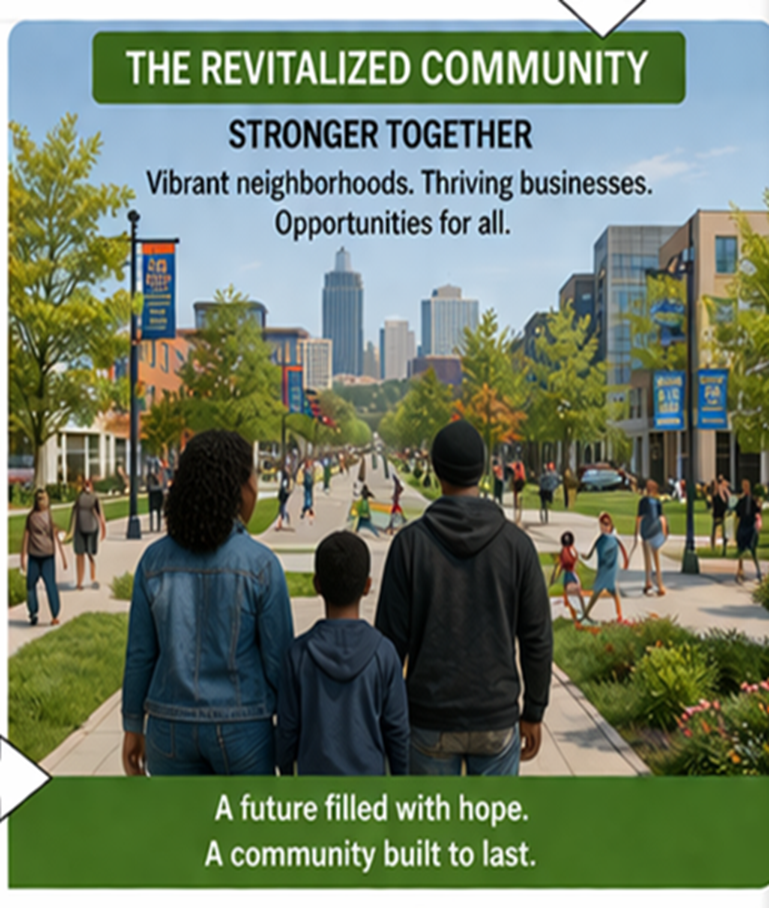 THE REVITALIZED COMMUNITY
STRONGER TOGETHER
Vibrant neighborhoods. Thriving businesses.
Opportunities for all.
A future filled with hope.
A community built to last.